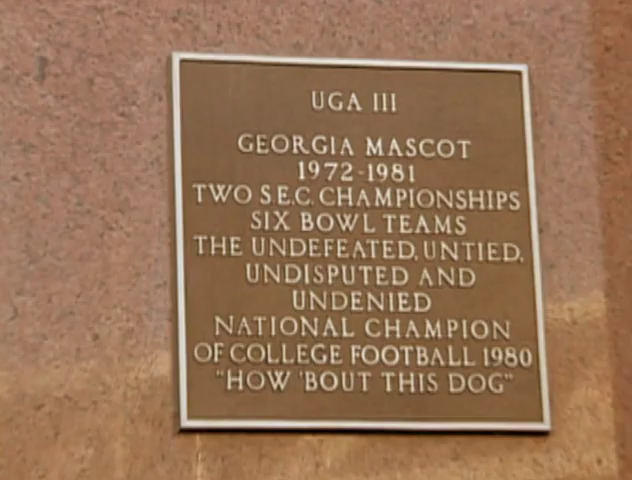 UGA III
GEORGIA MASCOT
1972-1981
TWO S.E.C. CHAMPIONSHIPS
SIX BOWL TEAMS
THE UNDEFEATED, UNTIED,
UNDISPUTED AND
UNDENIED
NATIONAL CHAMPION
OF COLLEGE FOOTBALL 1980
"HOW 'BOUT THIS DOG"